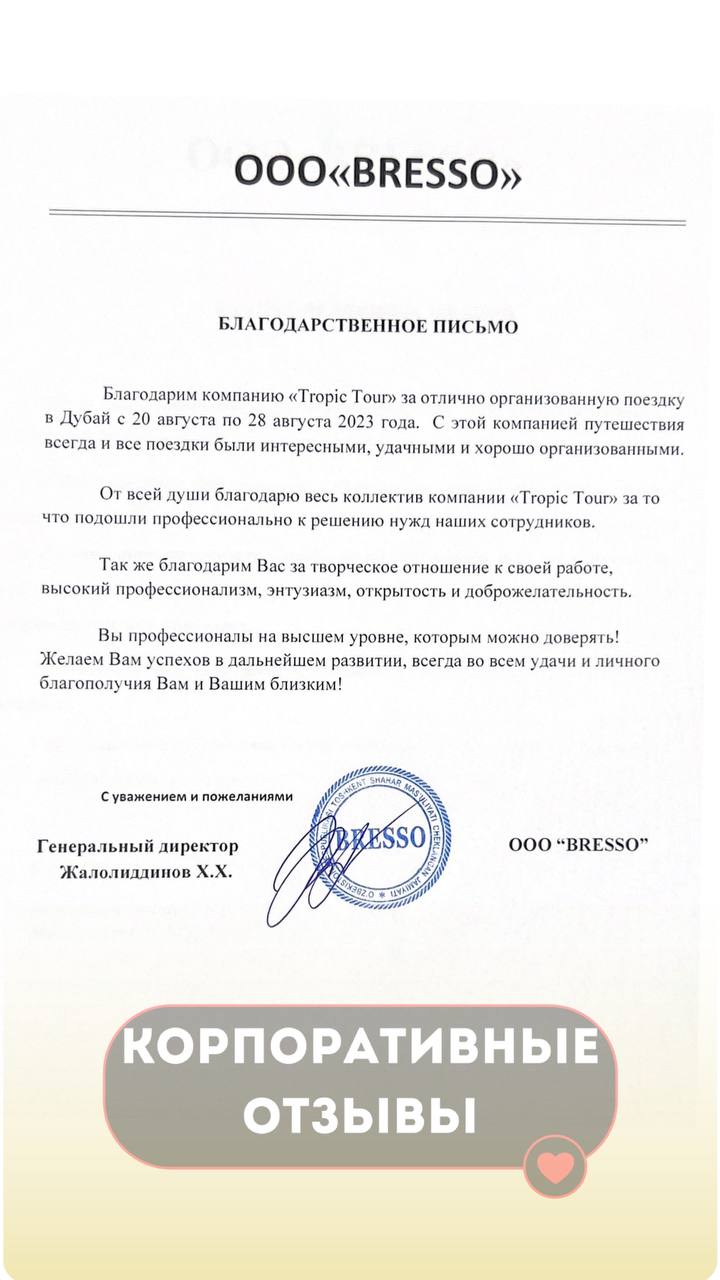 ООО«BRESSO»
БЛАГОДАРСТВЕННОЕ ПИСЬМО
Благодарим компанию «Tropic Tour» за отлично организованную поездку
в Дубай с 20 августа по 28 августа 2023 года. С этой компанией путешествия
всегда и все поездки были интересными, удачными и хорошо организованными.
От всей души благодарю весь коллектив компании «Tropic Tour» за то
что подошли профессионально к решению нужд наших сотрудников.
Так же благодарим Вас за творческое отношение к своей работе,
высокий профессионализм, энтузиазм, открытость и доброжелательность.
Вы профессионалы на высшем уровне, которым можно доверять!
Желаем Вам успехов в дальнейшем развитии, всегда во всем удачи и личного
благополучия Вам и Вашим близким!
С уважением и пожеланиями
Генеральный директор
Жалолиддинов Х.Х.
TOSHKENT SHAHAR MAS'ULIYATI CHEKLANGAN JAMIYATI
BRESSO
ООО “BRESSO”
КОРПОРАТИВНЫЕ
ОТЗЫВЫ